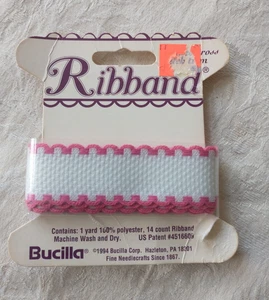 Ribband
Contains: 1 yard 100% polyester, 14 count Ribband
Machine Wash and Dry. US Patent #451660
Bucilla® ©1994 Bucilla Corp. Hazleton, PA 18201
Fine Needlecrafts Since 1867.